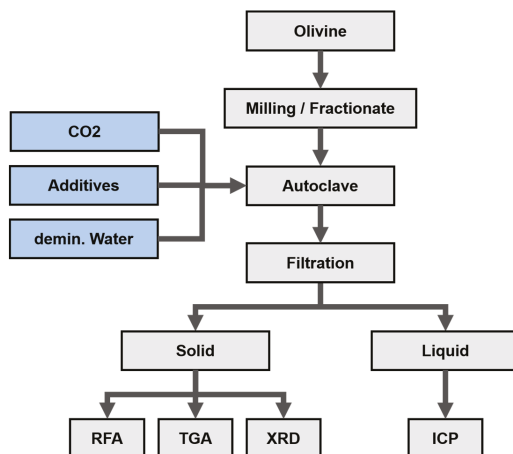 Olivine
Milling / Fractionate
CO2
Additives
Autoclave
demin. Water
Filtration
Solid
Liquid
RFA
TGA
XRD
ICP